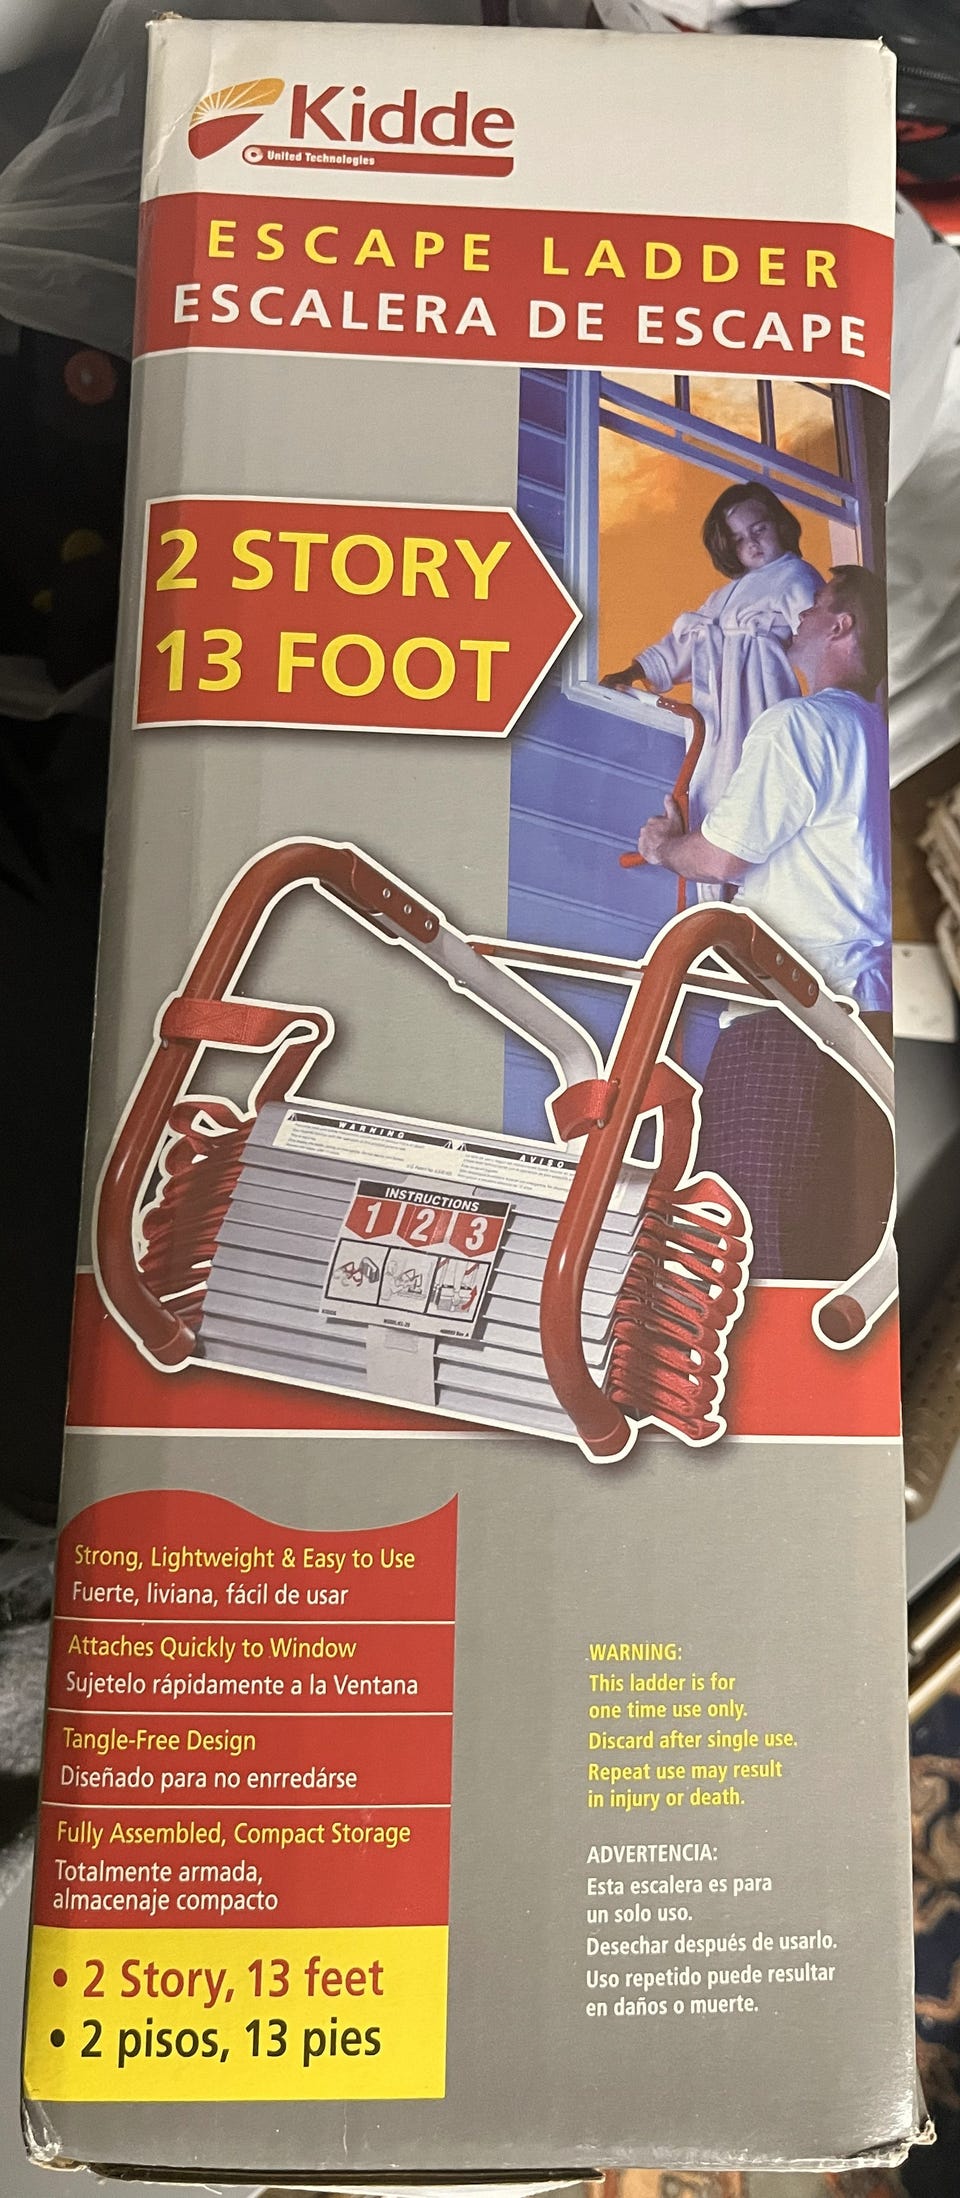 Kidde
United Technologies
ESCAPE LADDER
ESCALERA DE ESCAPE
2 STORY
13 FOOT
WARNING
AVISO
INSTRUCTIONS
1 2 3
Strong, Lightweight & Easy to Use
Fuerte, liviana, fácil de usar
Attaches Quickly to Window
Sujetelo rápidamente a la Ventana
Tangle-Free Design
Diseñado para no enrredárse
Fully Assembled, Compact Storage
Totalmente armada,
almacenaje compacto
• 2 Story, 13 feet
• 2 pisos, 13 pies
WARNING:
This ladder is for
one time use only.
Discard after single use.
Repeat use may result
in injury or death.
ADVERTENCIA:
Esta escalera es para
un solo uso.
Desechar después de usarlo.
Uso repetido puede resultar
en daños o muerte.